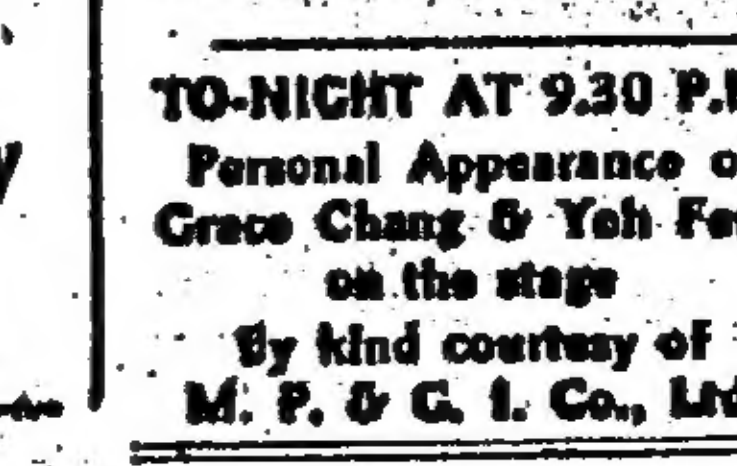 TO-NIGHT AT 9.30 P.
Personal Appearance
Grace Chang & Yeh
on the stage
By kind courtesy of
M. P. & G. I. Co., Ltd